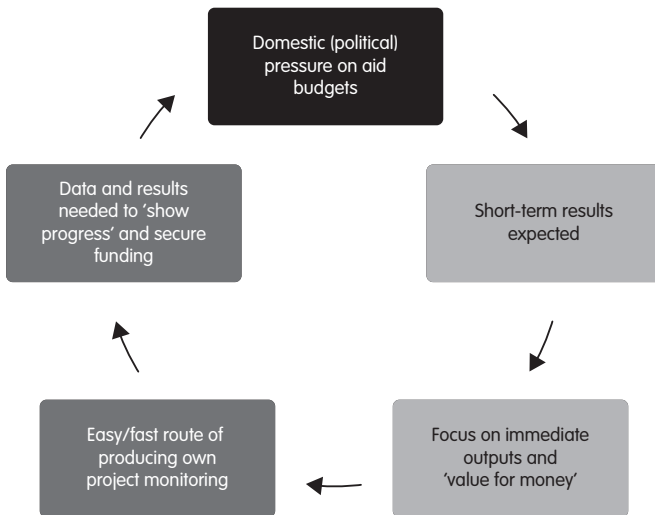 Domestic (political)
pressure on aid
budgets
Short-term results
expected
Focus on immediate
outputs and
‘value for money’
Easy/fast route of
producing own
project monitoring
Data and results
needed to ‘show
progress’ and secure
funding